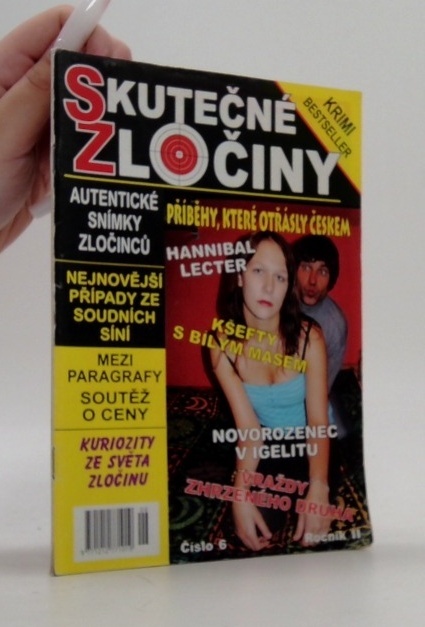 SKUTEČNÉ
ZLOČINY
KRIMI
BESTSELLER
AUTENTICKÉ
SNÍMKY
ZLOČINCŮ
PŘÍBĚHY, KTERÉ OTŘÁSLY ČESKEM
HANNIBAL
LECTER
NEJNOVĚJŠÍ
PŘÍPADY ZE
SOUDNÍCH
SÍNÍ
KŠEFTY
S BÍLÝM MASEM
MEZI
PARAGRAFY
SOUTĚŽ
O CENY
NOVOROZENEC
V IGELITU
KURIOZITY
ZE SVĚTA
ZLOČINU
VRAŽDY
ZHRZENÉHO DRUHA
Číslo 6
Ročník II